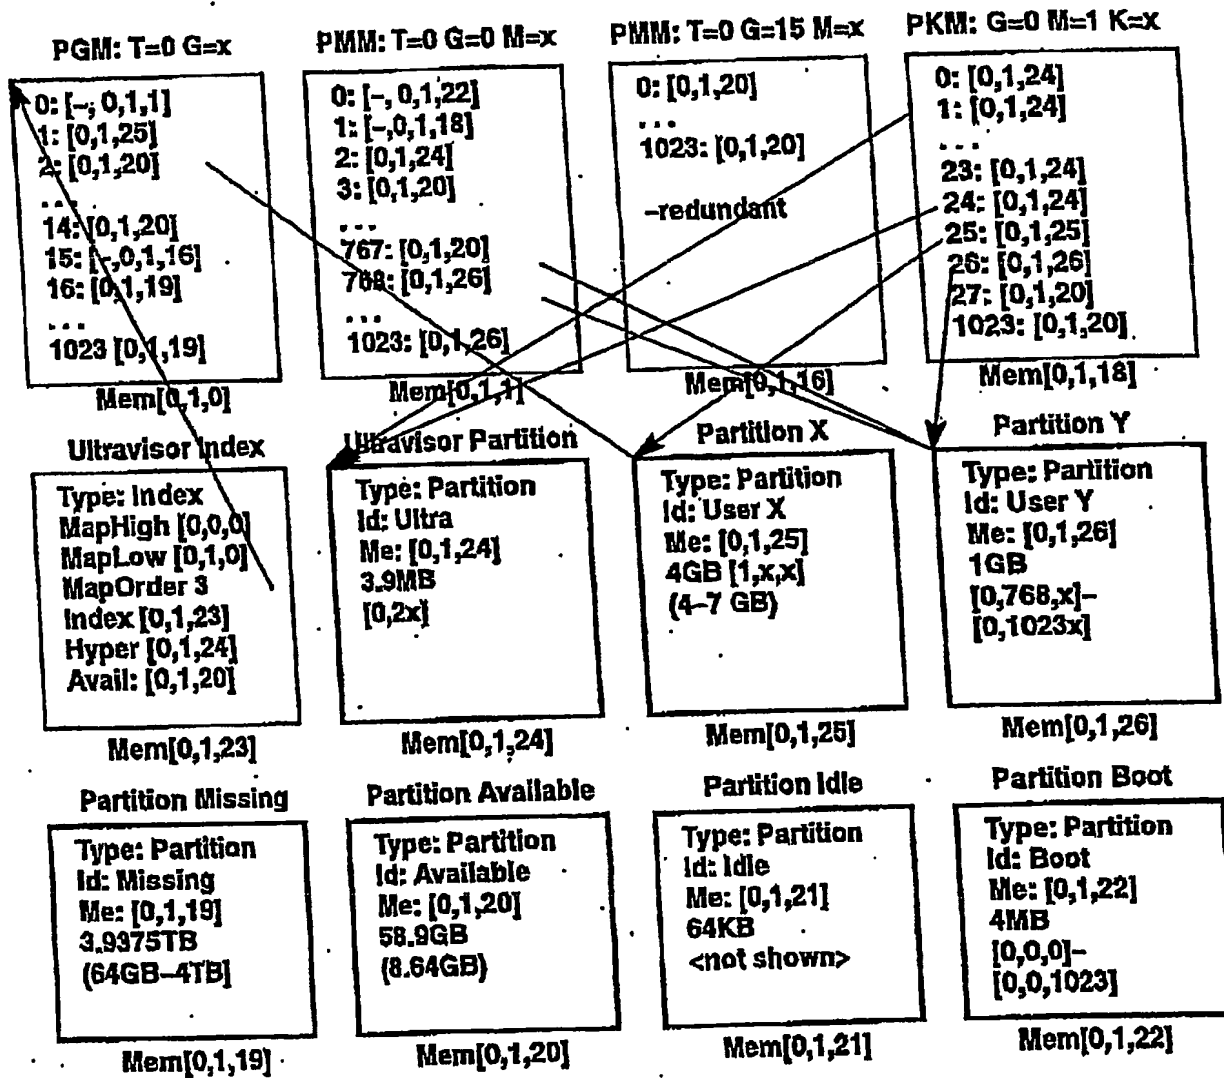 PGM: T=0 G=x
0: [-, 0,1,1]
1: [0,1,25]
2: [0,1,20]
...
14: [0,1,20]
15: [-,0,1,16]
16: [0,1,19]
...
1023 [0,1,19]
Mem[0,1,0]
PMM: T=0 G=0 M=x
0: [-, 0,1,22]
1: [-,0,1,18]
2: [0,1,24]
3: [0,1,20]
...
767: [0,1,20]
768: [0,1,26]
...
1023: [0,1,26]
Mem[0,1,1]
PMM: T=0 G=15 M=x
0: [0,1,20]
...
1023: [0,1,20]
-redundant
Mem[0,1,16]
PKM: G=0 M=1 K=x
0: [0,1,24]
1: [0,1,24]
...
23: [0,1,24]
24: [0,1,24]
25: [0,1,25]
26: [0,1,26]
27: [0,1,20]
1023: [0,1,20]
Mem[0,1,18]
Ultravisor Index
Type: Index
MapHigh [0,0,0]
MapLow [0,1,0]
MapOrder 3
Index [0,1,23]
Hyper [0,1,24]
Avail: [0,1,20]
Mem[0,1,23]
Ultravisor Partition
Type: Partition
Id: Ultra
Me: [0,1,24]
3.9MB
[0,2x]
Mem[0,1,24]
Partition X
Type: Partition
Id: User X
Me: [0,1,25]
4GB [1,x,x]
(4-7 GB)
Mem[0,1,25]
Partition Y
Type: Partition
Id: User Y
Me: [0,1,26]
1GB
[0,768,x]-
[0,1023x]
Mem[0,1,26]
Partition Missing
Type: Partition
Id: Missing
Me: [0,1,19]
3.9375TB
(64GB-4TB]
Mem[0,1,19]
Partition Available
Type: Partition
Id: Available
Me: [0,1,20]
58.9GB
(8.64GB)
Mem[0,1,20]
Partition Idle
Type: Partition
Id: Idle
Me: [0,1,21]
64KB
<not shown>
Mem[0,1,21]
Partition Boot
Type: Partition
Id: Boot
Me: [0,1,22]
4MB
[0,0,0]-
[0,0,1023]
Mem[0,1,22]